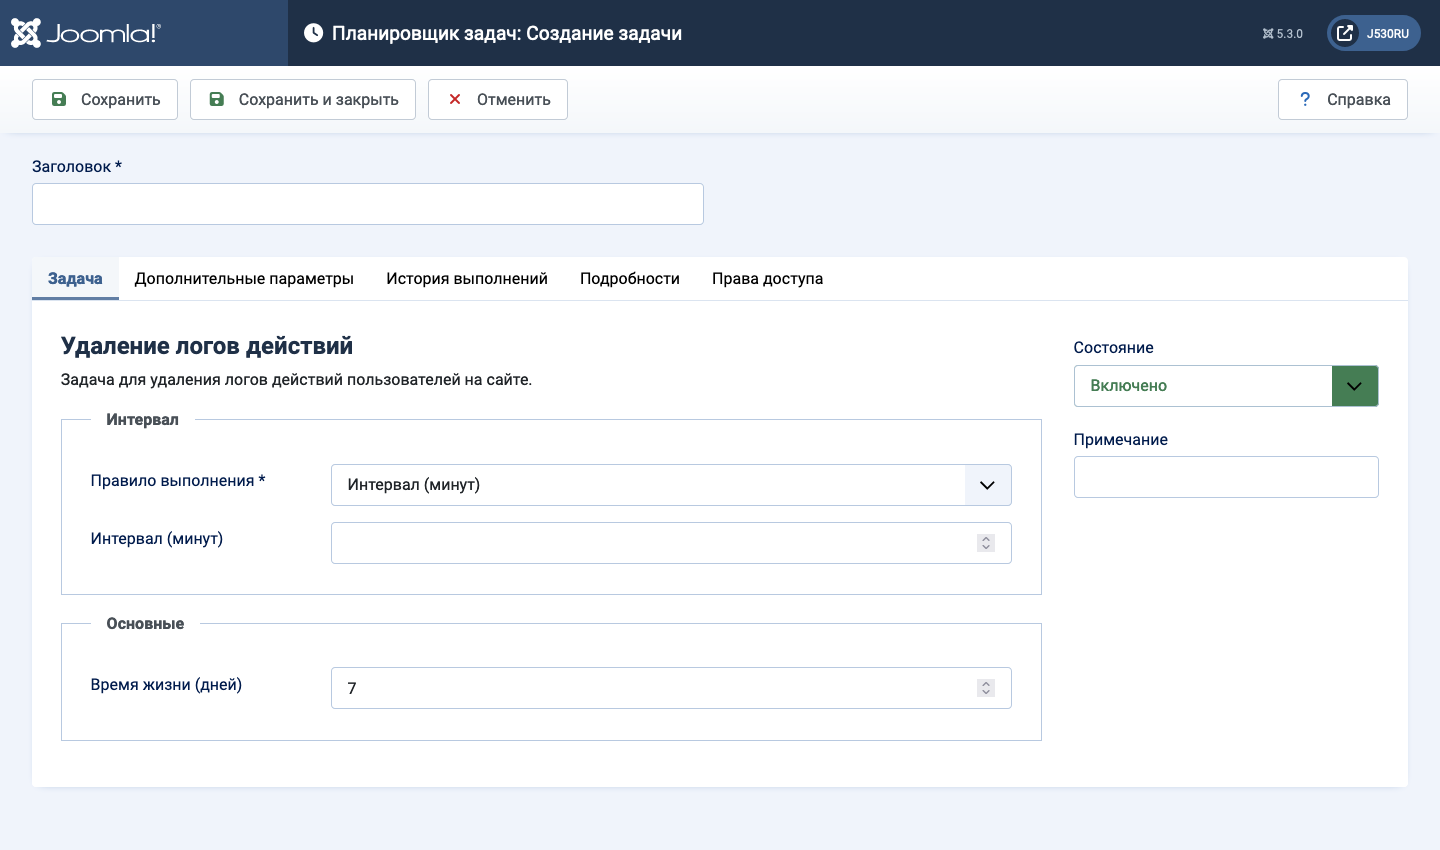 Joomla!®
Планировщик задач: Создание задачи
5.3.0
J530RU
Сохранить
Сохранить и закрыть
Отменить
? Справка
Заголовок *
Задача
Дополнительные параметры
История выполнений
Подробности
Права доступа
Удаление логов действий
Задача для удаления логов действий пользователей на сайте.
Интервал
Правило выполнения *
Интервал (минут)
Интервал (минут)
Основные
Время жизни (дней)
7
Состояние
Включено
Примечание